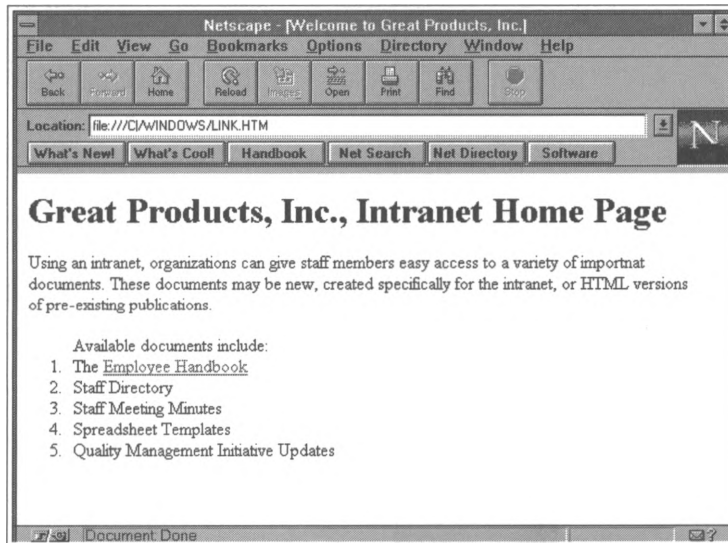 Netscape - [Welcome to Great Products, Inc.]
File Edit View Go Bookmarks Options Directory Window Help
Back Forward Home Reload Images Open Print Find Stop
Location: file:///C|/WINDOWS/LINK.HTM
N
What's New! What's Cool! Handbook Net Search Net Directory Software
Great Products, Inc., Intranet Home Page
Using an intranet, organizations can give staff members easy access to a variety of importnat
documents. These documents may be new, created specifically for the intranet, or HTML versions
of pre-existing publications.
Available documents include:
1. The Employee Handbook
2. Staff Directory
3. Staff Meeting Minutes
4. Spreadsheet Templates
5. Quality Management Initiative Updates
Document Done
?